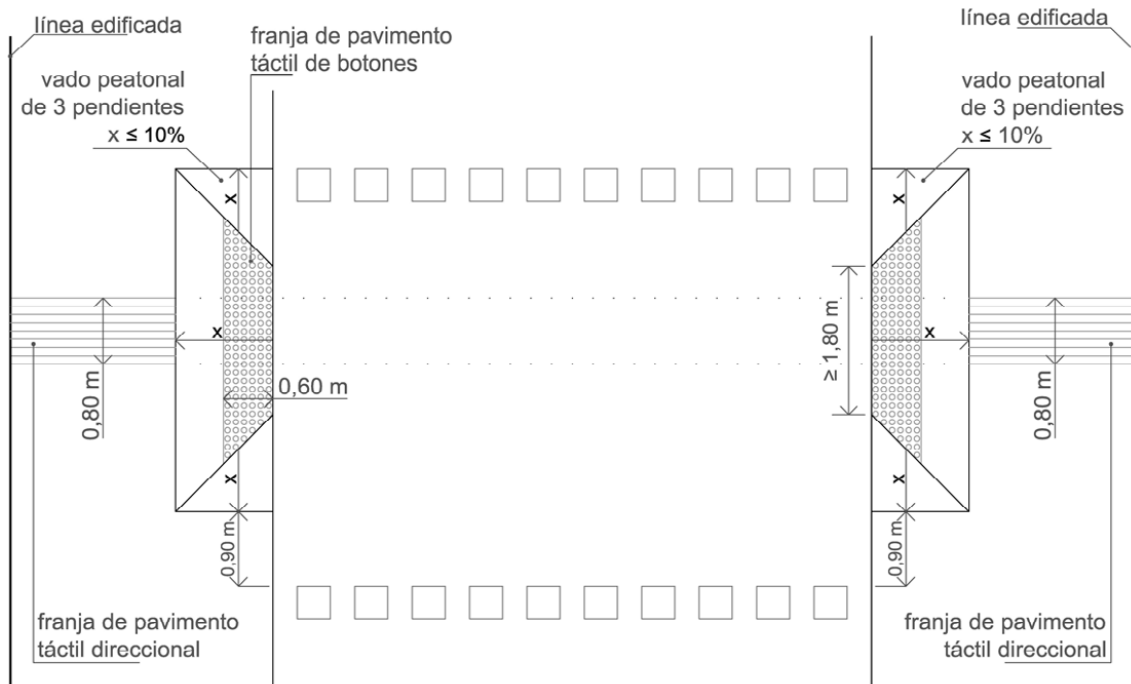 línea edificada
franja de pavimento
táctil de botones
línea edificada
vado peatonal
de 3 pendientes
x ≤ 10%
vado peatonal
de 3 pendientes
x ≤ 10%
x
x
x
x
0,80 m
0,60 m
≥ 1,80 m
0,80 m
x
x
0,90 m
0,90 m
franja de pavimento
táctil direccional
franja de pavimento
táctil direccional